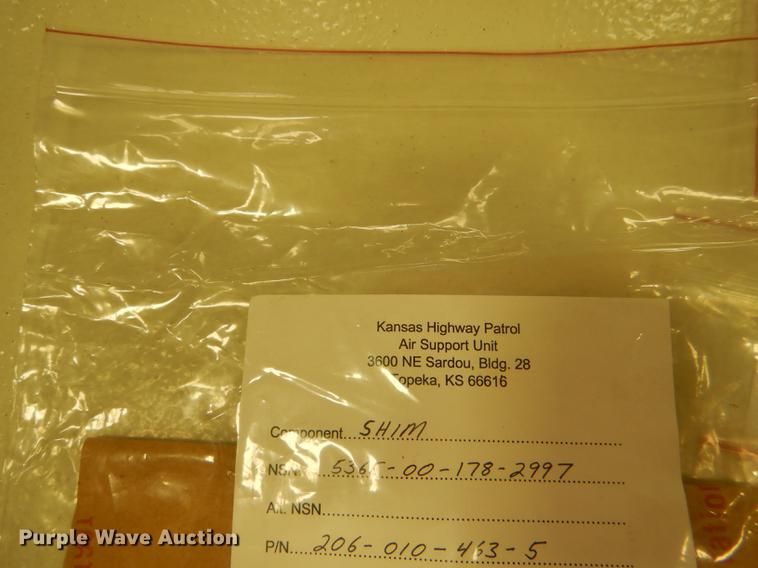 Kansas Highway Patrol
Air Support Unit
3600 NE Sardou, Bldg. 28
Topeka, KS 66616
Component SHIM
NSN 5365-00-178-2997
Alt. NSN
P/N 206-010-463-5
Purple Wave Auction